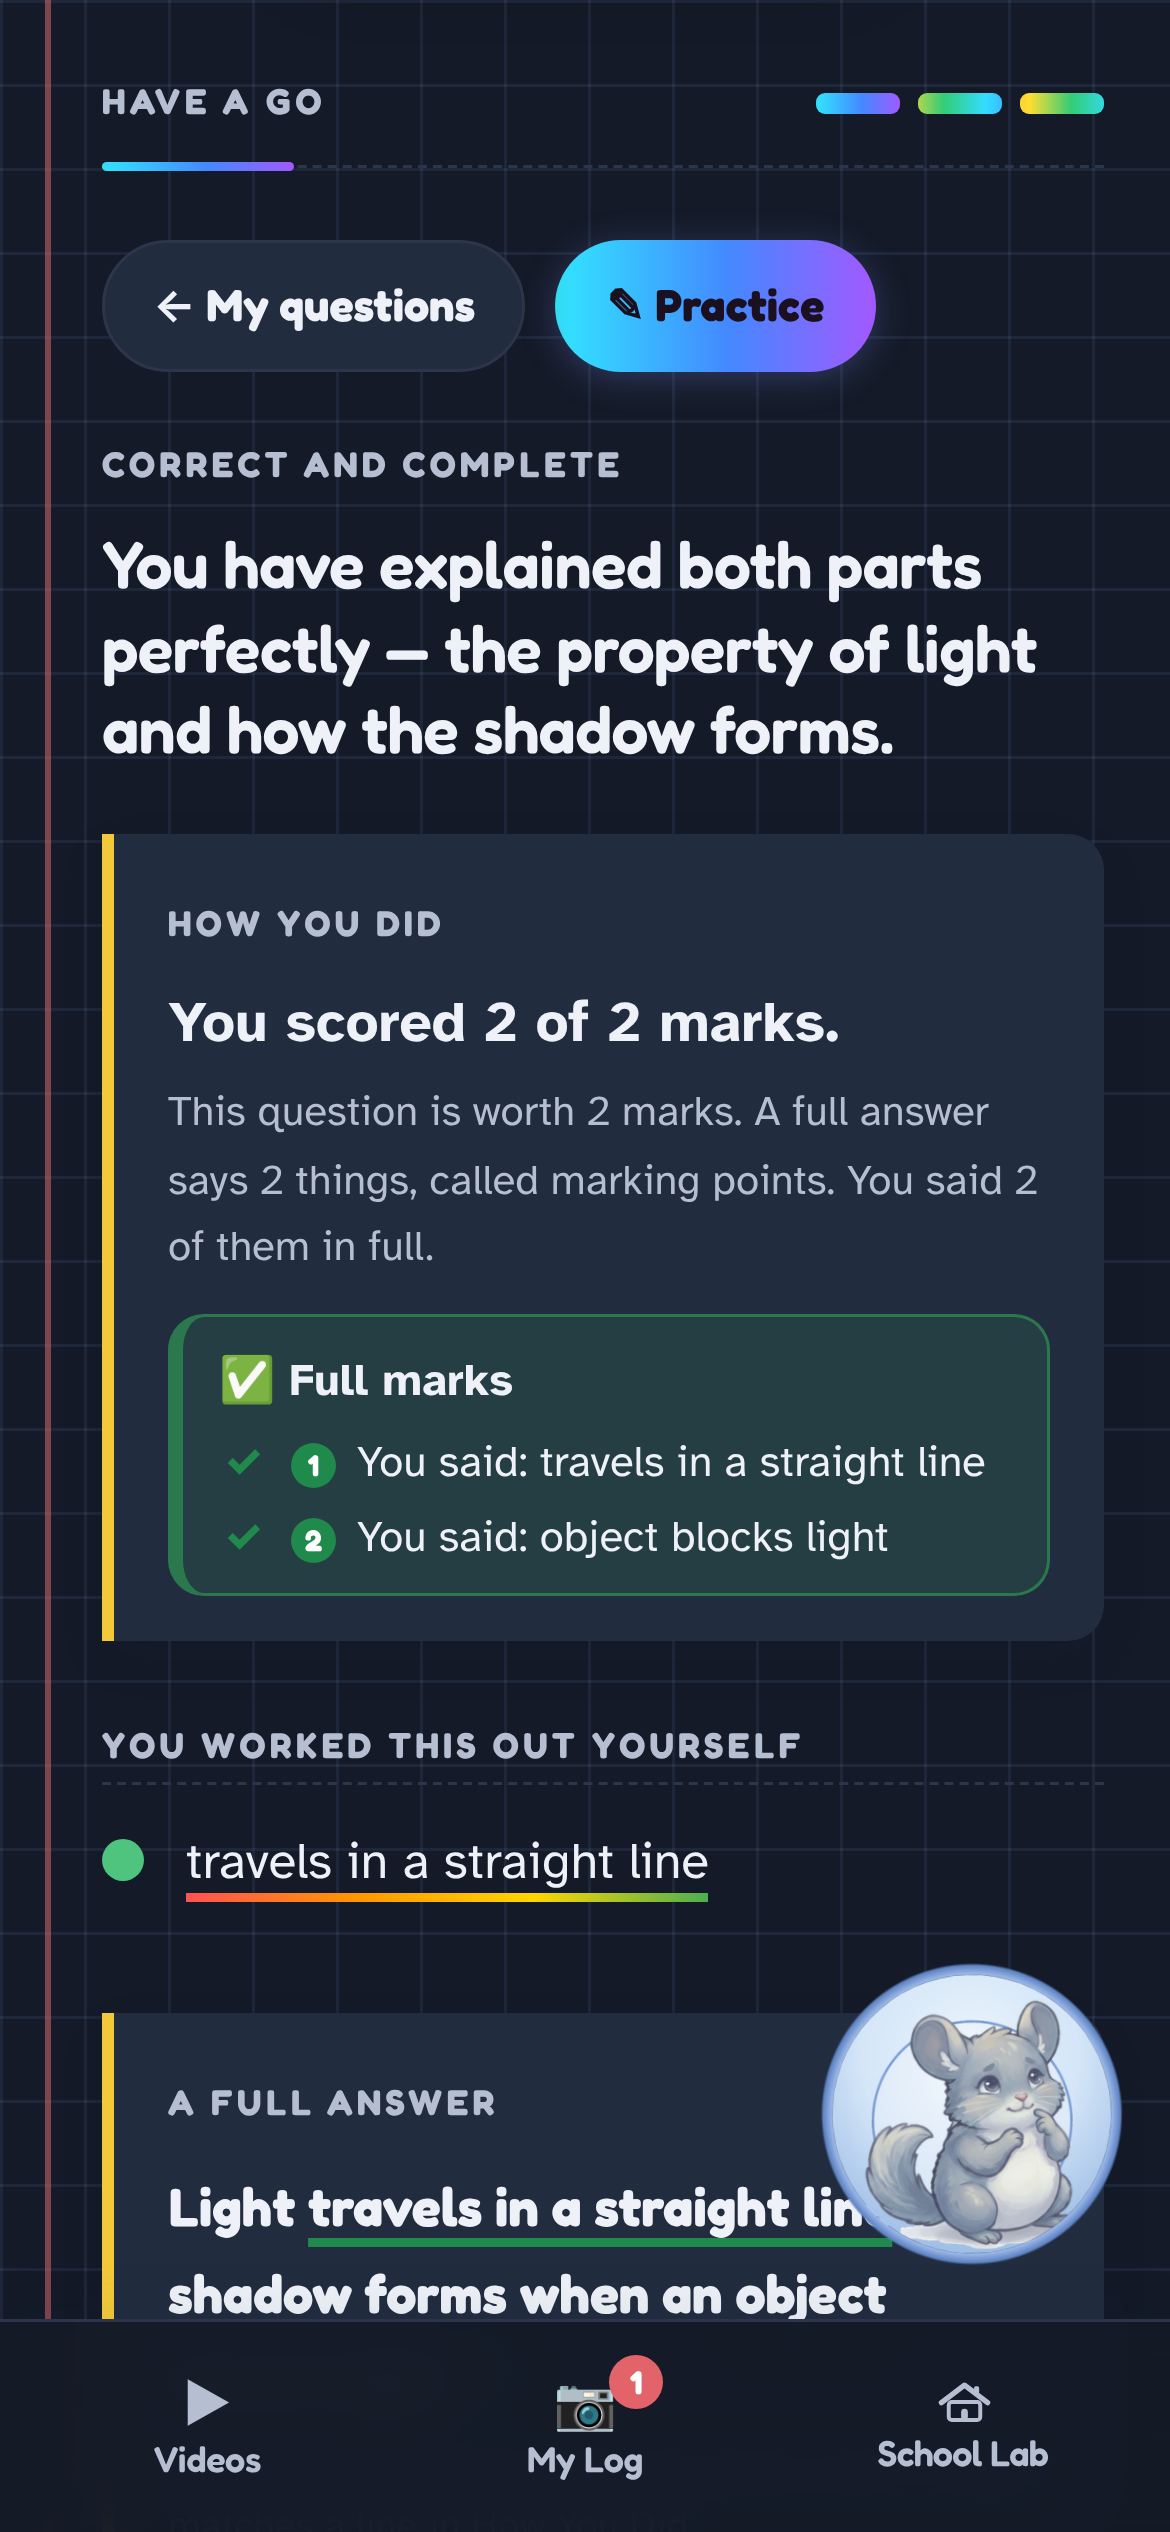 HAVE A GO
← My questions
✎ Practice
CORRECT AND COMPLETE
You have explained both parts
perfectly — the property of light
and how the shadow forms.
HOW YOU DID
You scored 2 of 2 marks.
This question is worth 2 marks. A full answer
says 2 things, called marking points. You said 2
of them in full.
✅ Full marks
✓ 1 You said: travels in a straight line
✓ 2 You said: object blocks light
YOU WORKED THIS OUT YOURSELF
travels in a straight line
A FULL ANSWER
Light travels in a straight
shadow forms when an object
1
Videos
My Log
School Lab